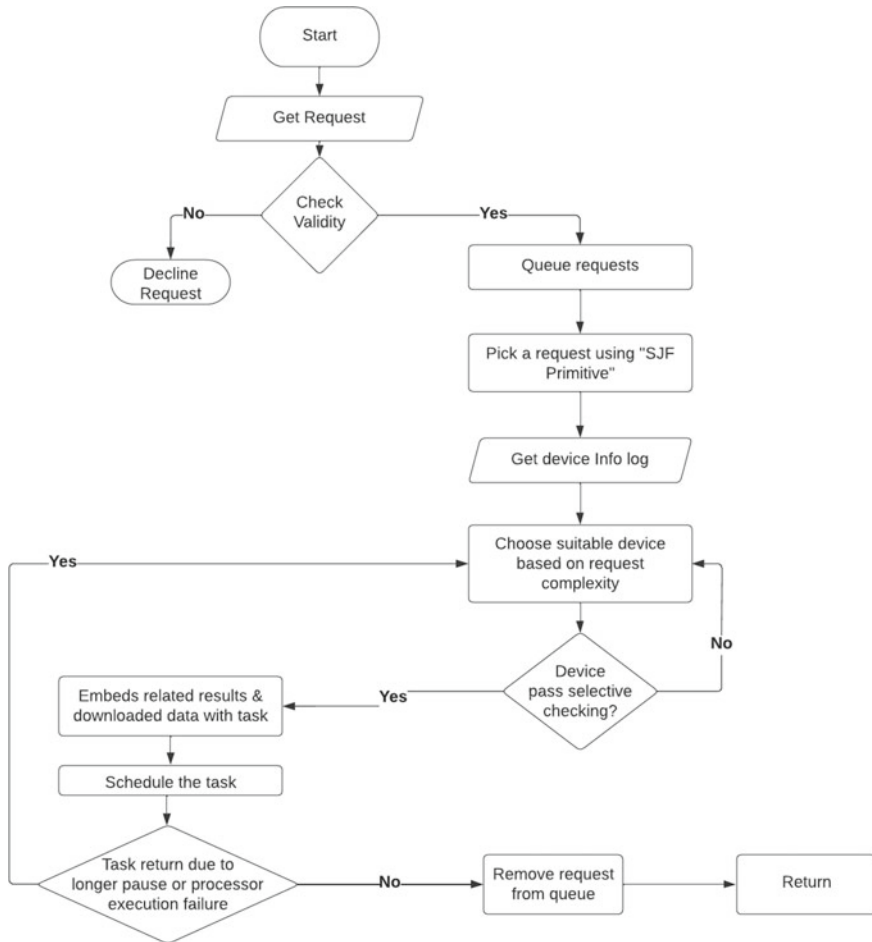 Start
Get Request
Check
Validity
No
Yes
Decline
Request
Queue requests
Pick a request using "SJF
Primitive"
Get device Info log
Choose suitable device
based on request
complexity
Yes
No
Device
pass selective
checking?
Yes
Embeds related results &
downloaded data with task
Schedule the task
Task return due to
longer pause or processor
execution failure
No
Remove request
from queue
Return